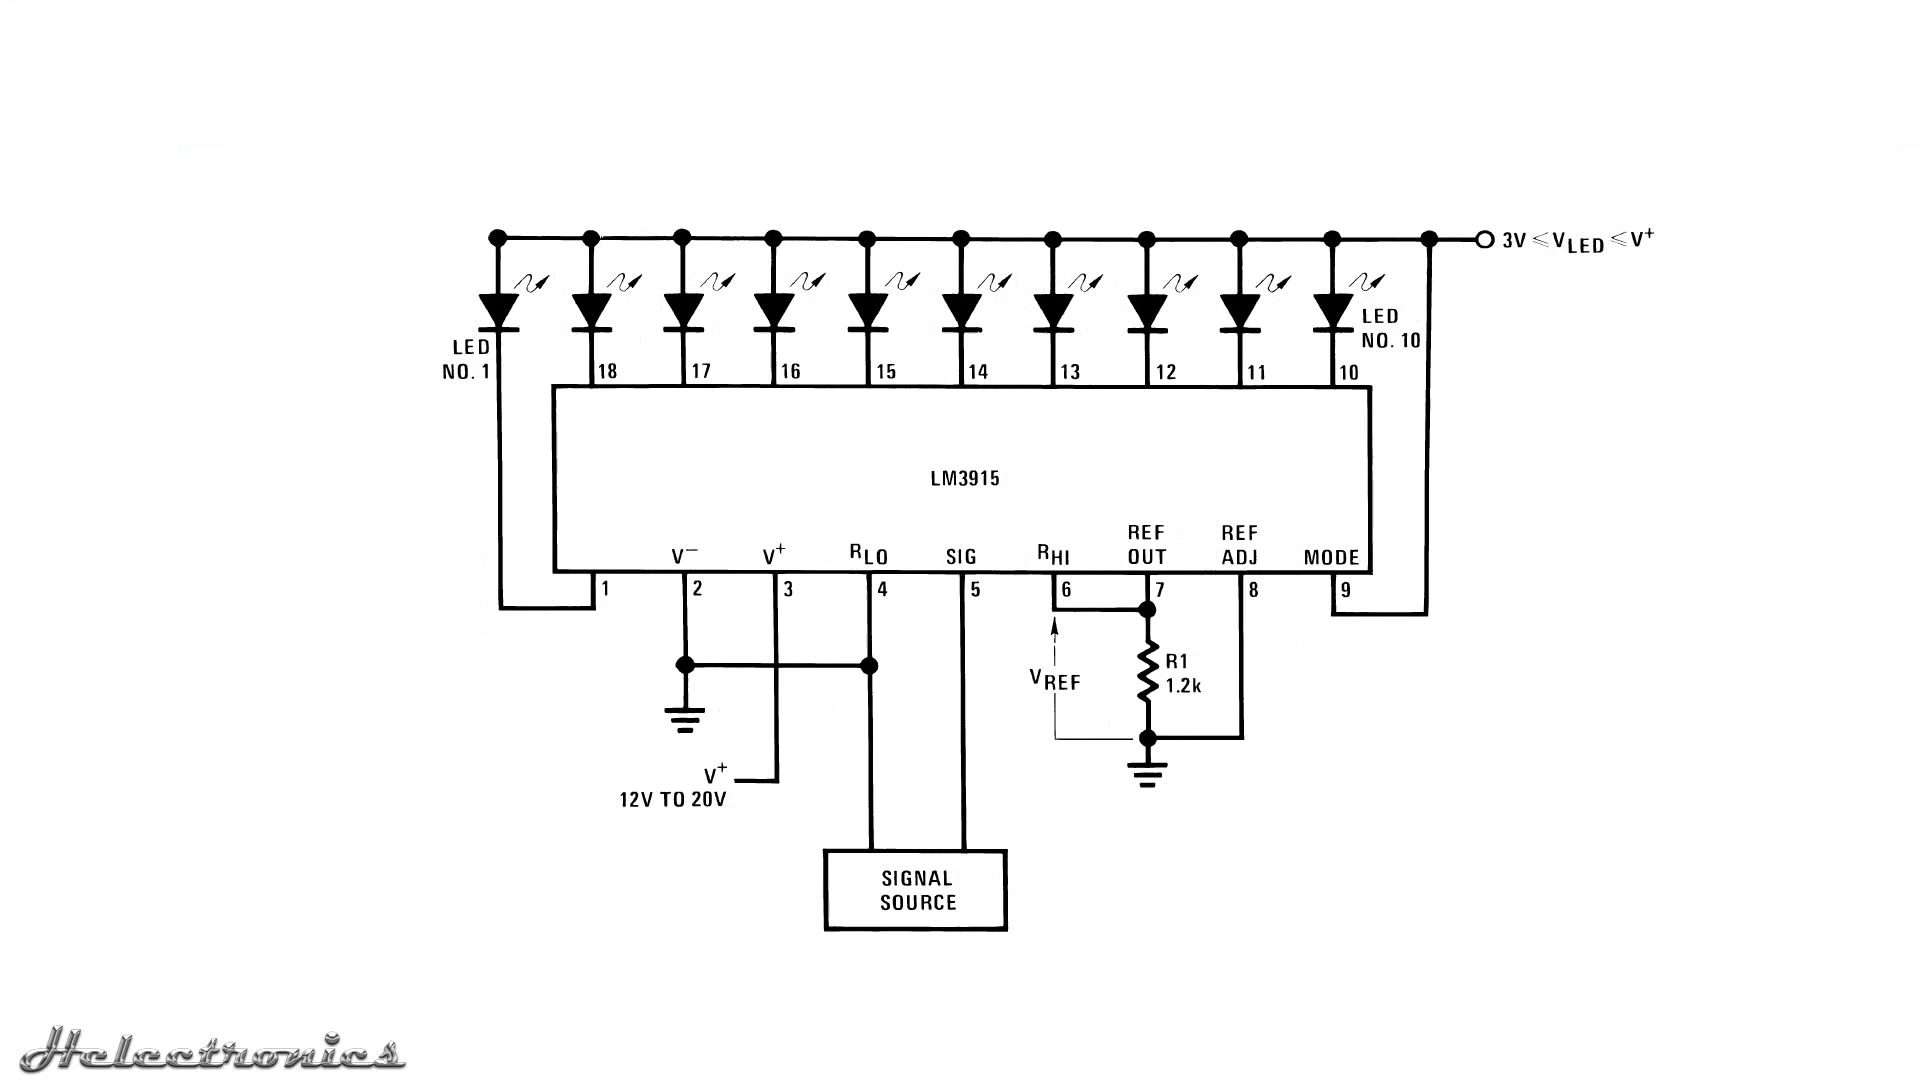 3V ≤VLED ≤V+
LED
NO. 1
LED
NO. 10
18 17 16 15 14 13 12 11 10
LM3915
V− V+ RLO SIG RHI REF OUT REF ADJ MODE
1 2 3 4 5 6 7 8 9
VREF
R1
1.2k
V+
12V TO 20V
SIGNAL
SOURCE
Helectronics